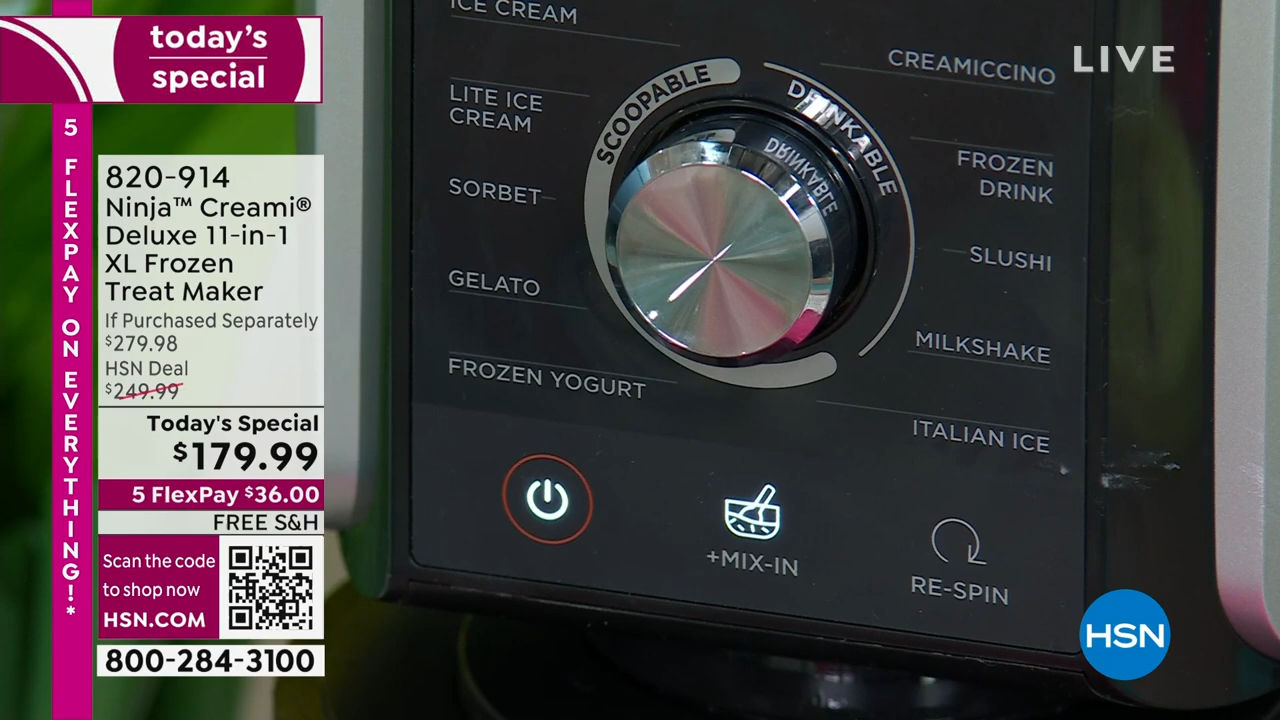 today's
special
5 FLEXPAY ON EVERYTHING!*
820-914
Ninja™ Creami®
Deluxe 11-in-1
XL Frozen
Treat Maker
If Purchased Separately
$279.98
HSN Deal
$249.99
Today's Special
$179.99
5 FlexPay $36.00
FREE S&H
Scan the code
to shop now
HSN.COM
800-284-3100
ICE CREAM
LITE ICE
CREAM
SORBET
GELATO
FROZEN YOGURT
SCOOPABLE
DRINKABLE
CREAMICCINO
FROZEN
DRINK
SLUSHI
MILKSHAKE
ITALIAN ICE
+MIX-IN
RE-SPIN
LIVE
HSN